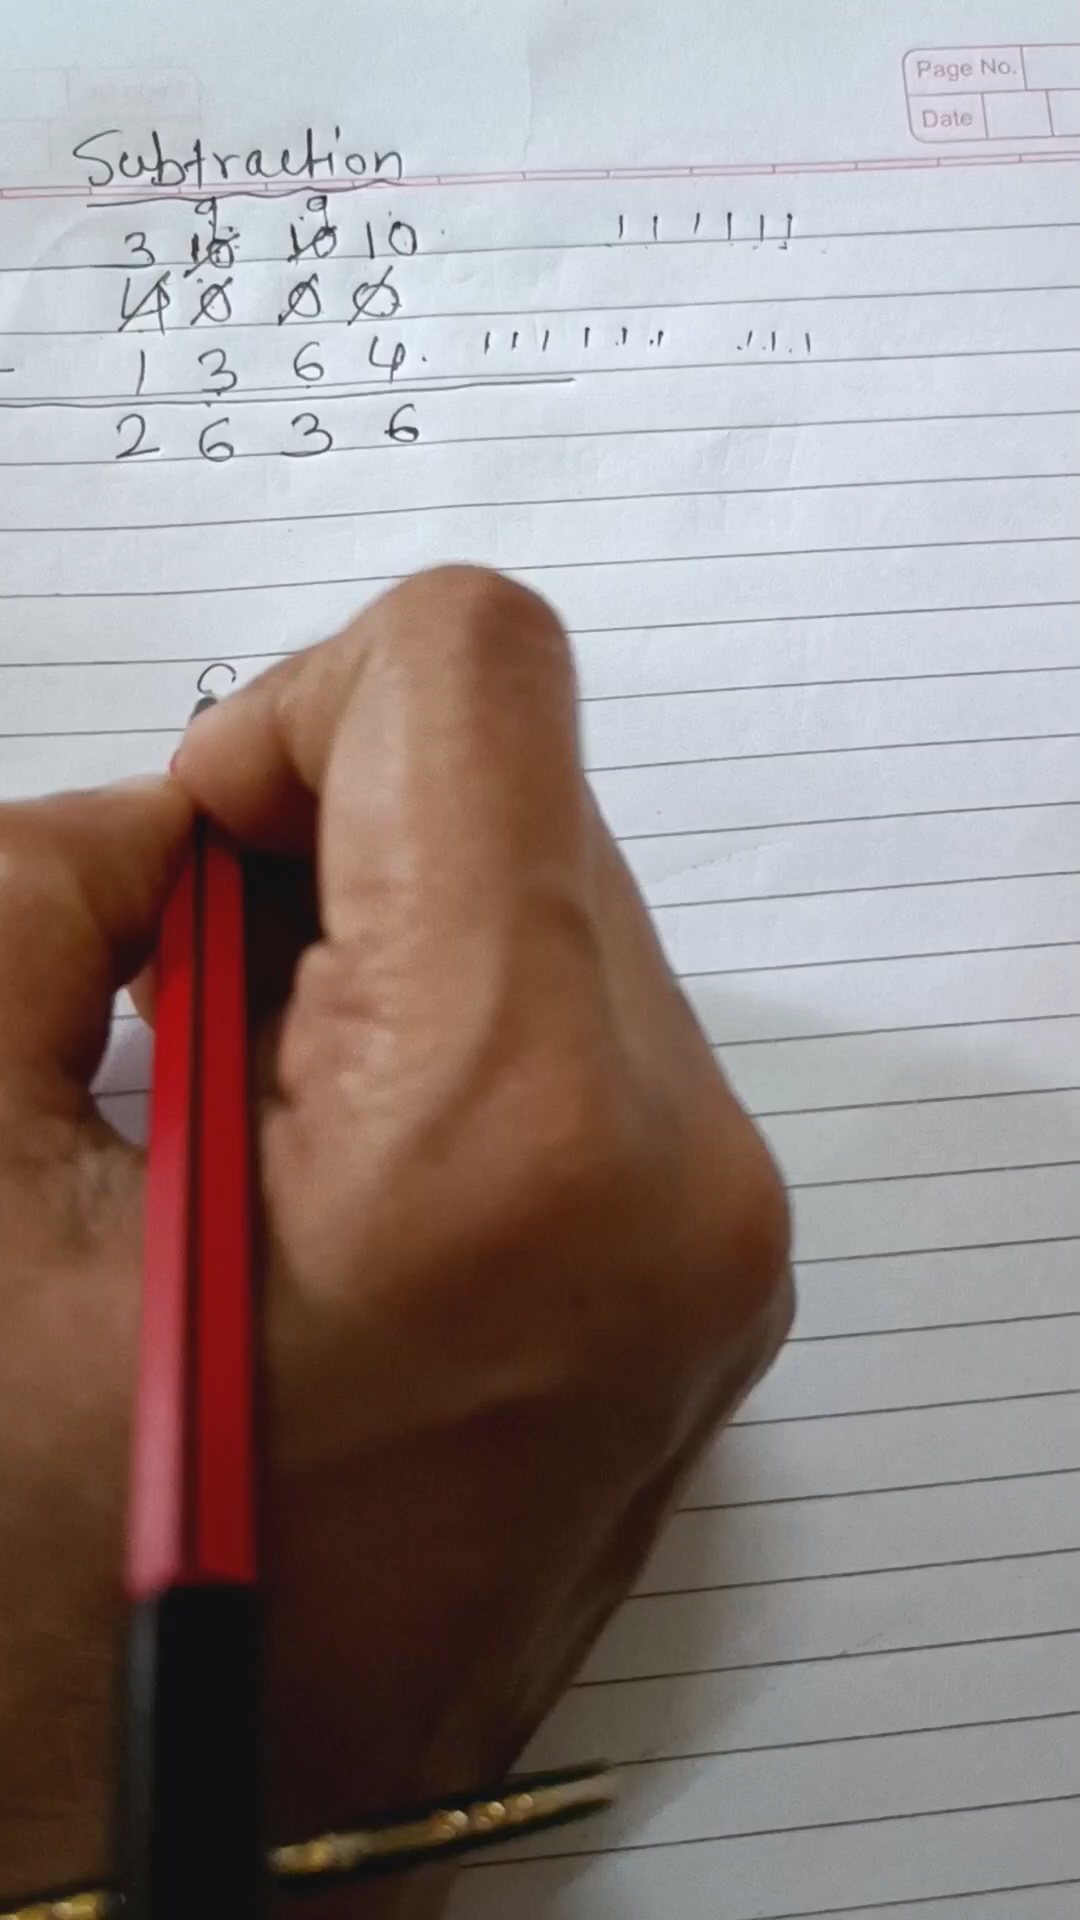 Page No.
Date
Subtraction
9 9
3 10 10 10
4 0 0 0
- 1 3 6 4
2 6 3 6